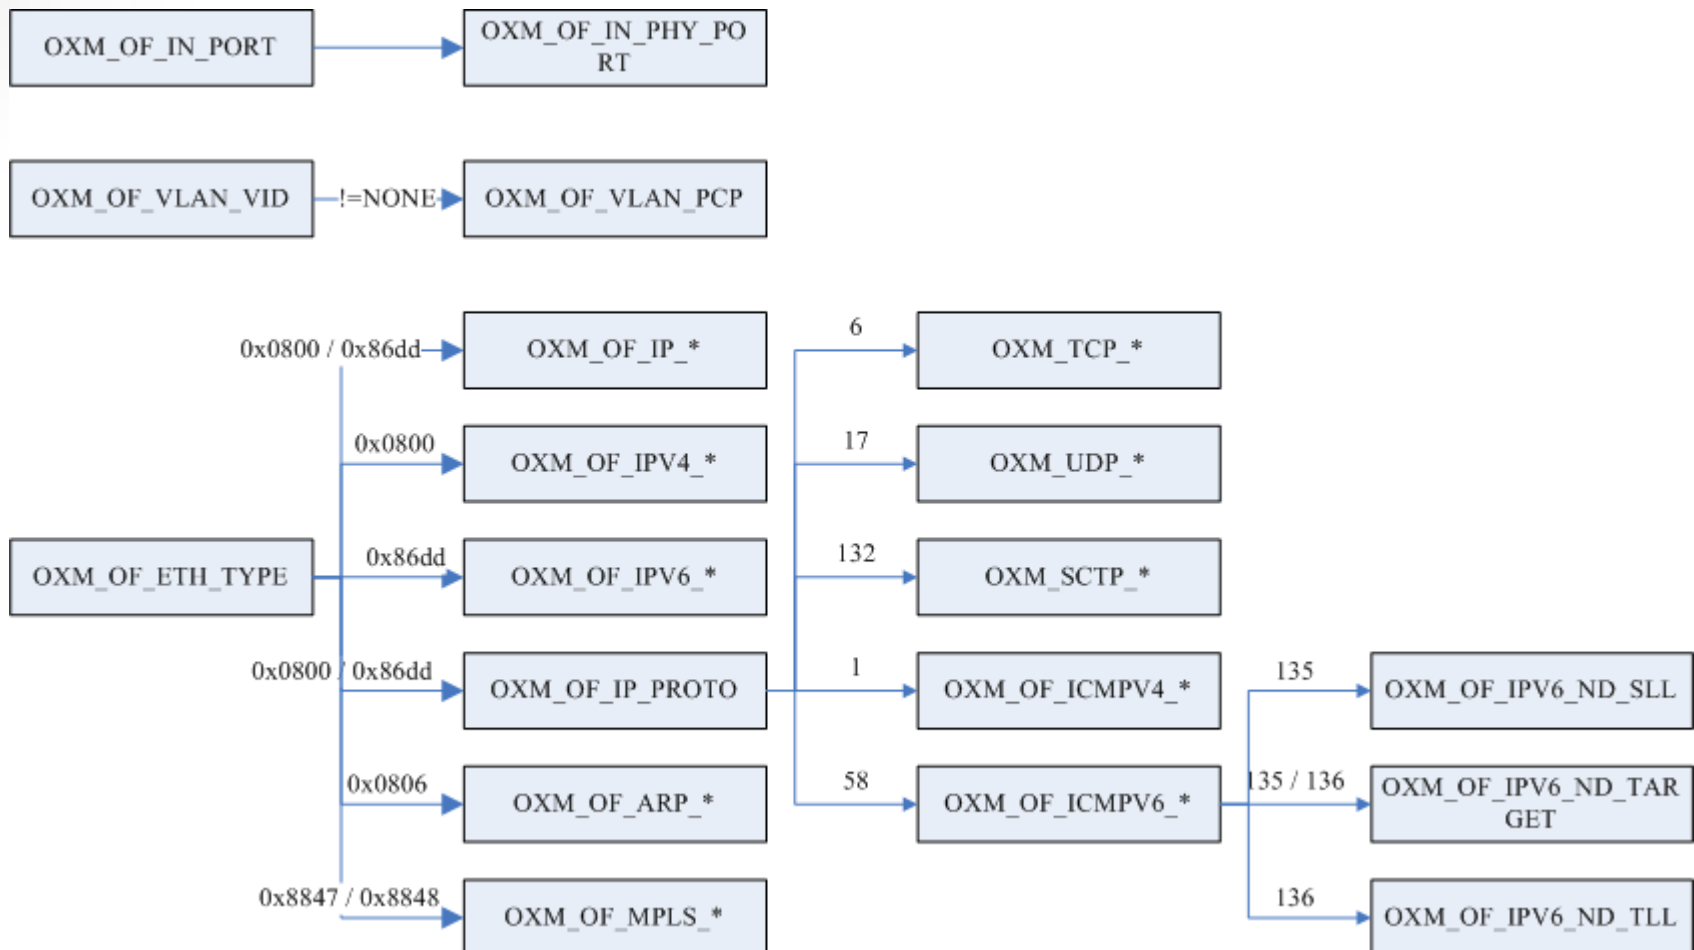 OXM_OF_IN_PORT
OXM_OF_IN_PHY_PO
RT
OXM_OF_VLAN_VID
!=NONE
OXM_OF_VLAN_PCP
0x0800 / 0x86dd
OXM_OF_IP_*
6
OXM_TCP_*
0x0800
OXM_OF_IPV4_*
17
OXM_UDP_*
OXM_OF_ETH_TYPE
0x86dd
OXM_OF_IPV6_*
132
OXM_SCTP_*
0x0800 / 0x86dd
OXM_OF_IP_PROTO
1
OXM_OF_ICMPV4_*
135
OXM_OF_IPV6_ND_SLL
0x0806
OXM_OF_ARP_*
58
OXM_OF_ICMPV6_*
135 / 136
OXM_OF_IPV6_ND_TAR
GET
0x8847 / 0x8848
OXM_OF_MPLS_*
136
OXM_OF_IPV6_ND_TLL